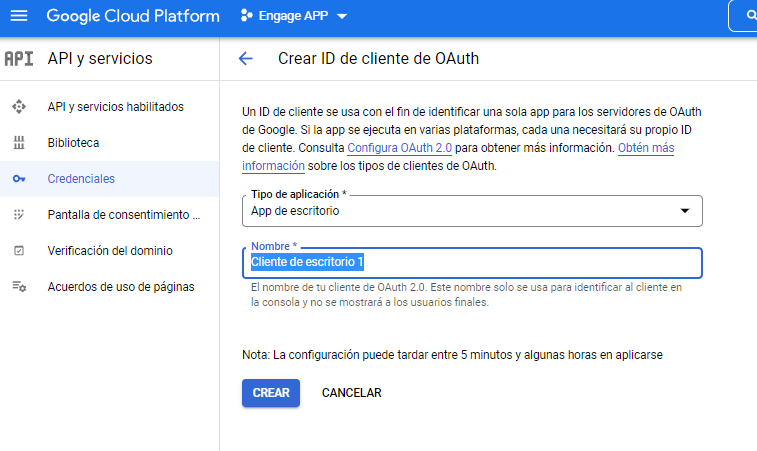 Google Cloud Platform
Engage APP
API
API y servicios
Crear ID de cliente de OAuth
API y servicios habilitados
Biblioteca
Credenciales
Pantalla de consentimiento ...
Verificación del dominio
Acuerdos de uso de páginas
Un ID de cliente se usa con el fin de identificar una sola app para los servidores de OAuth
de Google. Si la app se ejecuta en varias plataformas, cada una necesitará su propio ID
de cliente. Consulta Configura OAuth 2.0 para obtener más información. Obtén más
información sobre los tipos de clientes de OAuth.
Tipo de aplicación *
App de escritorio
Nombre *
Cliente de escritorio 1
El nombre de tu cliente de OAuth 2.0. Este nombre solo se usa para identificar al cliente en
la consola y no se mostrará a los usuarios finales.
Nota: La configuración puede tardar entre 5 minutos y algunas horas en aplicarse
CREAR
CANCELAR